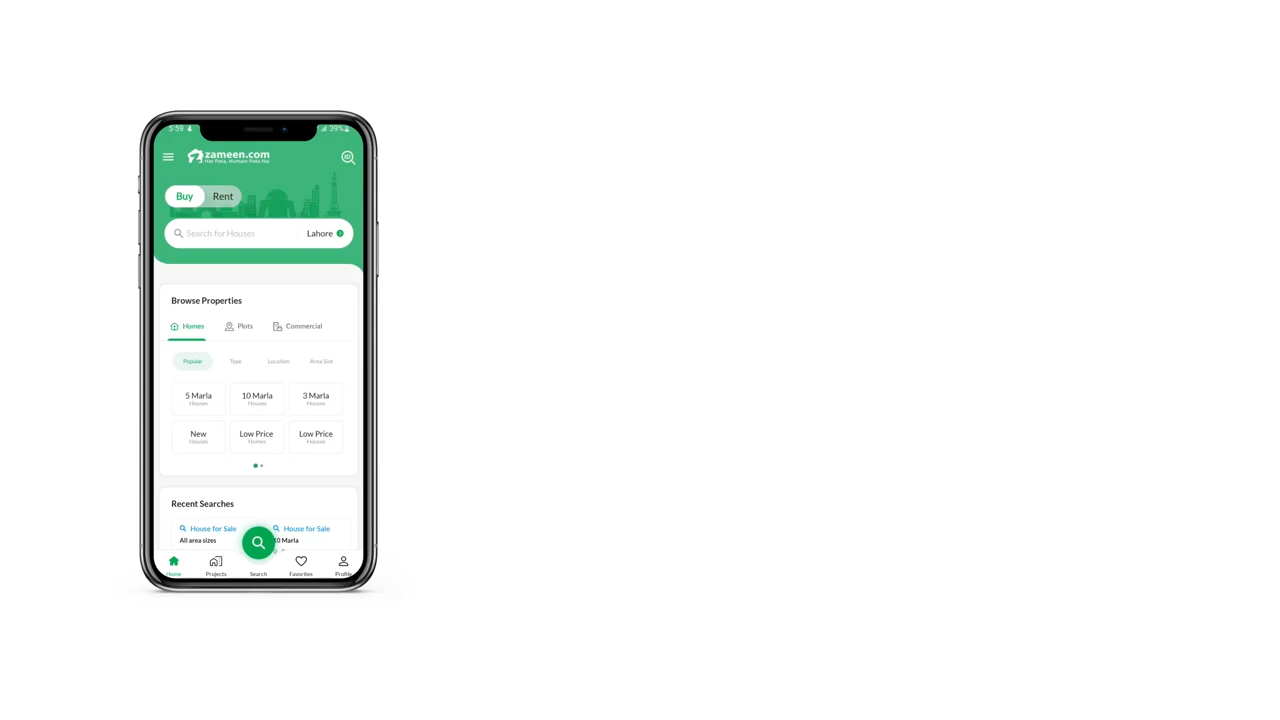 5:59
39%
zameen.com
Har Pata, Humain Pata Hai
ID
Buy
Rent
Search for Houses
Lahore
Browse Properties
Homes
Plots
Commercial
Popular
Type
Location
Area Size
5 Marla
Houses
10 Marla
Houses
3 Marla
Houses
New
Houses
Low Price
Homes
Low Price
Houses
Recent Searches
House for Sale
House for Sale
All area sizes
10 Marla
Home
Projects
Search
Favorites
Profile